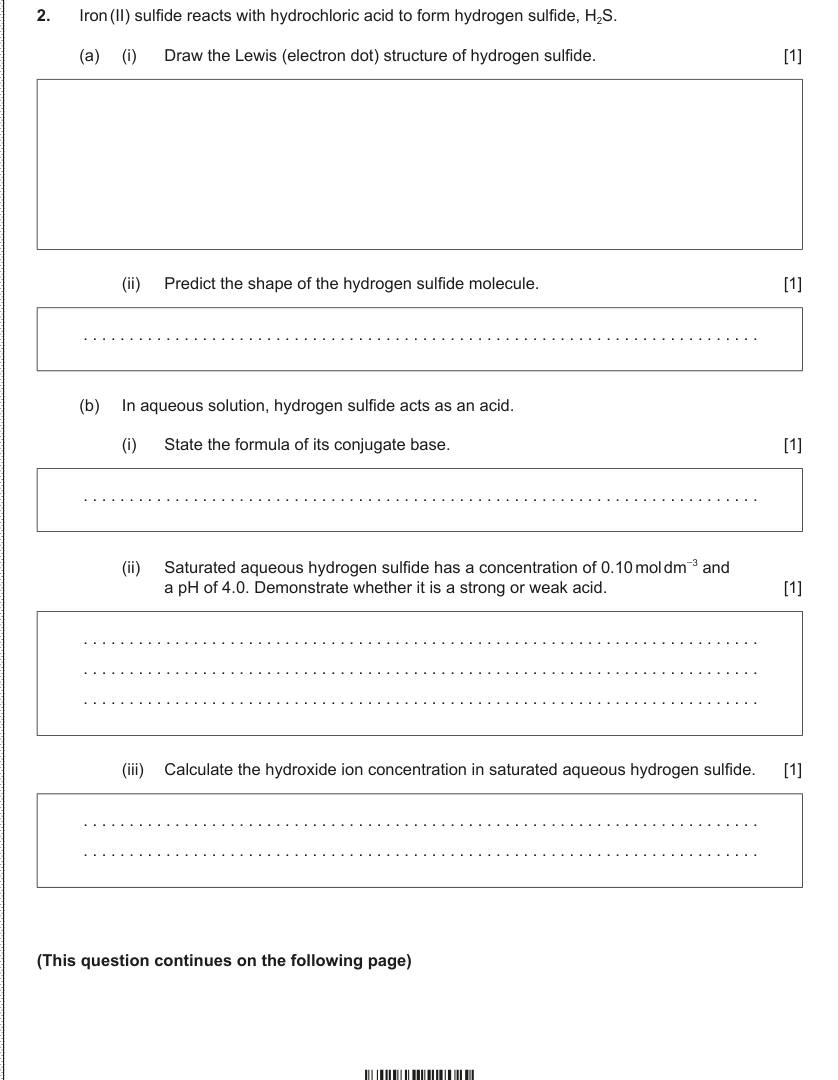 2. Iron(II) sulfide reacts with hydrochloric acid to form hydrogen sulfide, H₂S.
(a) (i) Draw the Lewis (electron dot) structure of hydrogen sulfide. [1]
(ii) Predict the shape of the hydrogen sulfide molecule. [1]
. . . . . . . . . . . . . . . . . . . . . . . . . . . . . . . . . . . . . . . . . . . . . . . . . . . . . . . . . . . . . . . . . . . . . . . . . .
(b) In aqueous solution, hydrogen sulfide acts as an acid.
(i) State the formula of its conjugate base. [1]
. . . . . . . . . . . . . . . . . . . . . . . . . . . . . . . . . . . . . . . . . . . . . . . . . . . . . . . . . . . . . . . . . . . . . . . . . .
(ii) Saturated aqueous hydrogen sulfide has a concentration of 0.10 mol dm⁻³ and
a pH of 4.0. Demonstrate whether it is a strong or weak acid. [1]
. . . . . . . . . . . . . . . . . . . . . . . . . . . . . . . . . . . . . . . . . . . . . . . . . . . . . . . . . . . . . . . . . . . . . . . . . .
. . . . . . . . . . . . . . . . . . . . . . . . . . . . . . . . . . . . . . . . . . . . . . . . . . . . . . . . . . . . . . . . . . . . . . . . . .
. . . . . . . . . . . . . . . . . . . . . . . . . . . . . . . . . . . . . . . . . . . . . . . . . . . . . . . . . . . . . . . . . . . . . . . . . .
(iii) Calculate the hydroxide ion concentration in saturated aqueous hydrogen sulfide. [1]
. . . . . . . . . . . . . . . . . . . . . . . . . . . . . . . . . . . . . . . . . . . . . . . . . . . . . . . . . . . . . . . . . . . . . . . . . .
. . . . . . . . . . . . . . . . . . . . . . . . . . . . . . . . . . . . . . . . . . . . . . . . . . . . . . . . . . . . . . . . . . . . . . . . . .
(This question continues on the following page)